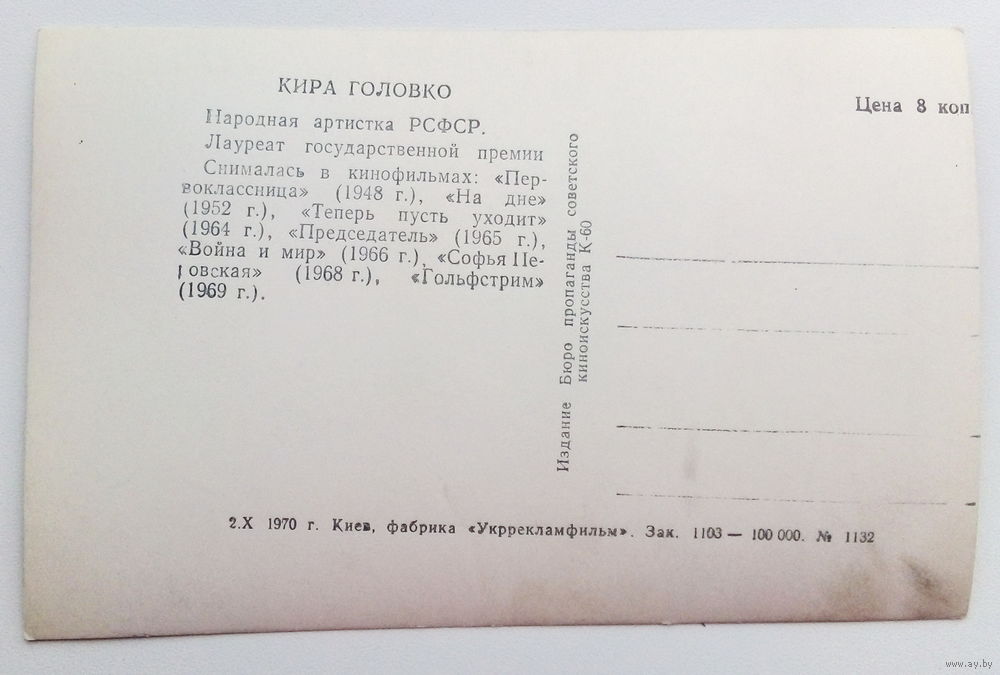 КИРА ГОЛОВКО
Народная артистка РСФСР.
Лауреат государственной премии
Снималась в кинофильмах: «Пер-
воклассница» (1948 г.), «На дне»
(1952 г.), «Теперь пусть уходит»
(1964 г.), «Председатель» (1965 г.),
«Война и мир» (1966 г.), «Софья Пе-
ровская» (1968 г.), «Гольфстрим»
(1969 г.).
Издание Бюро пропаганды советского
киноискусства К-60
Цена 8 коп.
2.X 1970 г. Киев, фабрика «Укррекламфильм». Зак. 1103 — 100 000. № 1132
www.ay.by